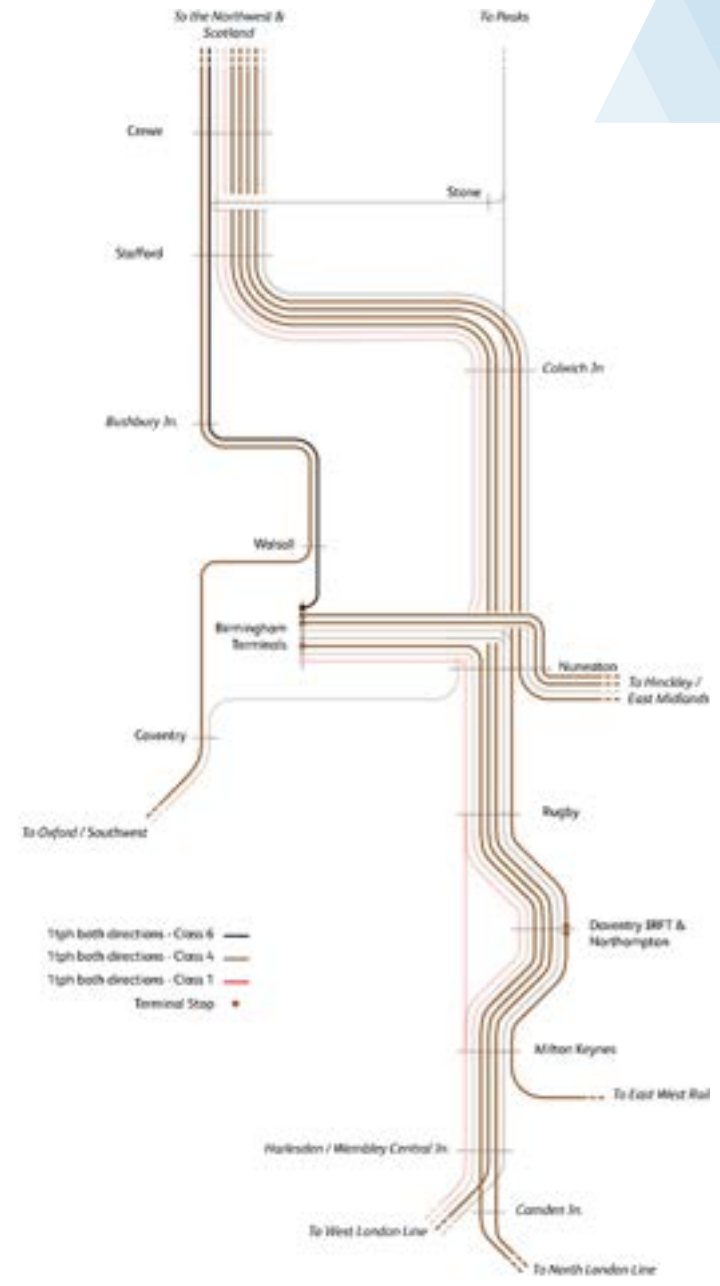 To the Northwest &
Scotland
To Peaks
Crewe
Stone
Stafford
Colwich Jn
Bushbury Jn.
Walsall
Birmingham
Terminals
Nuneaton
To Hinckley /
East Midlands
Coventry
To Oxford / Southwest
Rugby
Daventry IRFT &
Northampton
1tph both directions - Class 6
1tph both directions - Class 4
1tph both directions - Class 1
Terminal Stop
Milton Keynes
To East West Rail
Harlesden / Wembley Central Jn.
Camden Jn.
To West London Line
To North London Line